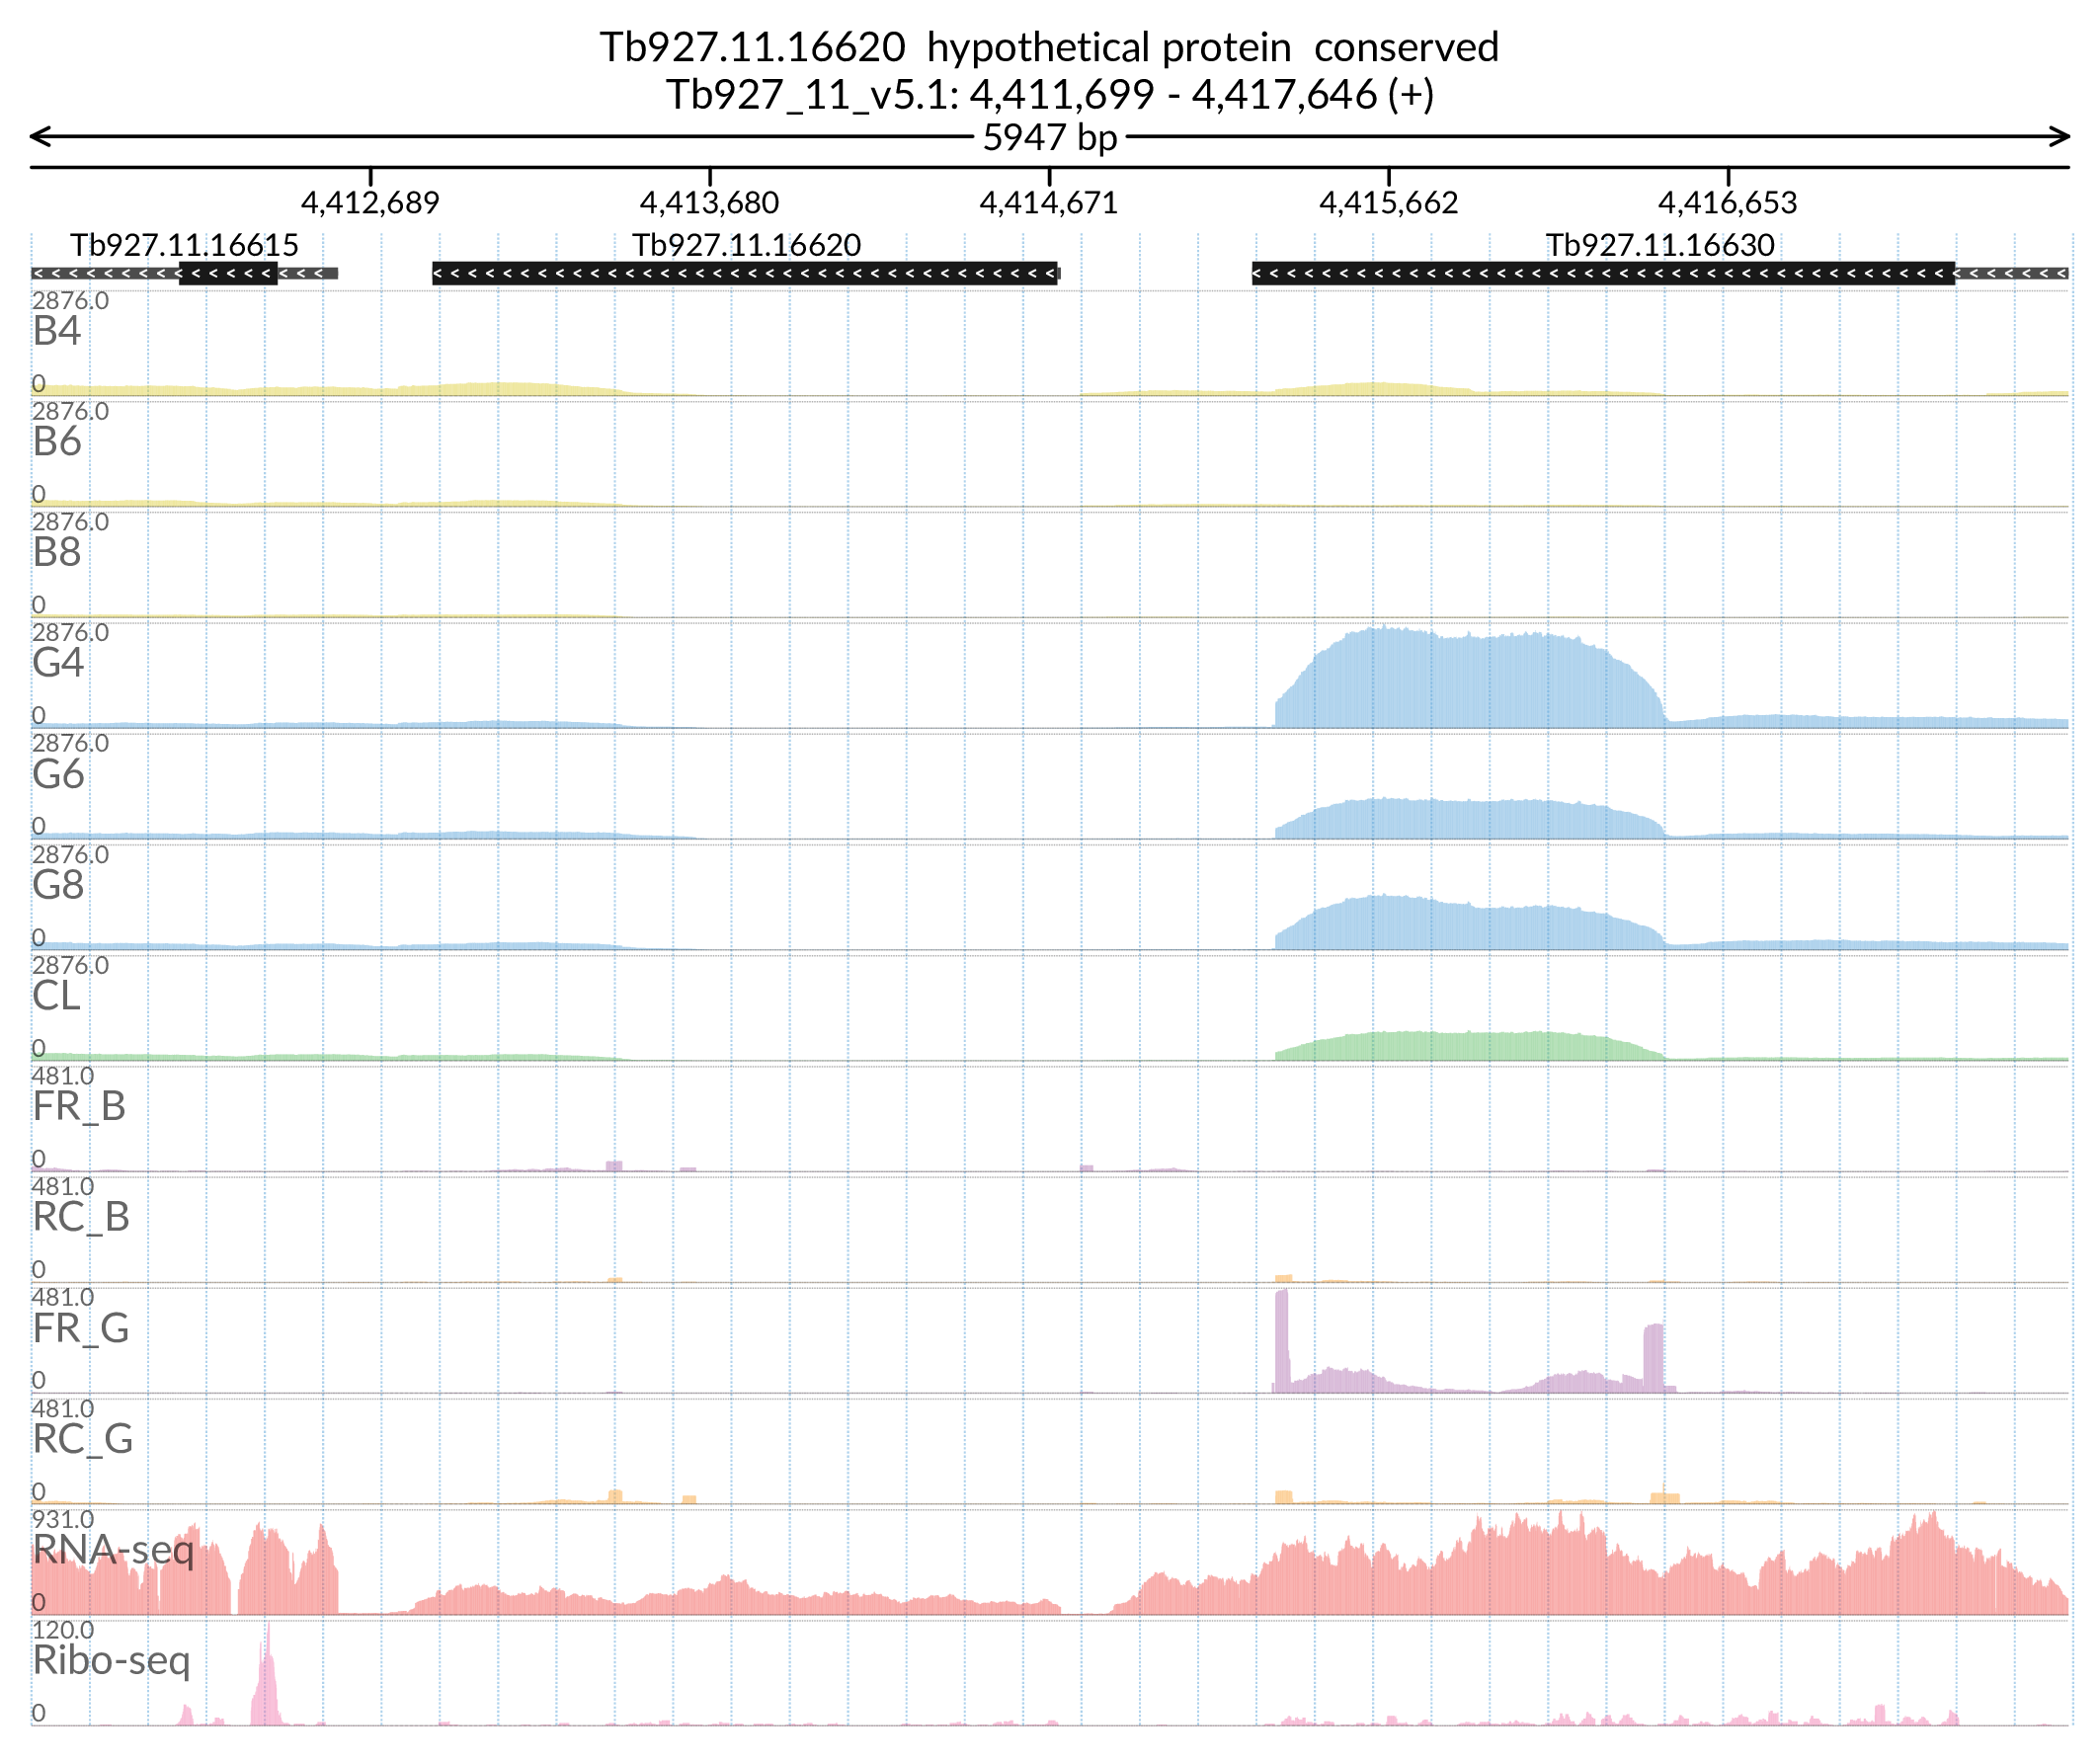 Tb927.11.16620 hypothetical protein conserved
Tb927_11_v5.1: 4,411,699 - 4,417,646 (+)
5947 bp
4,412,689 4,413,680 4,414,671 4,415,662 4,416,653
Tb927.11.16615 Tb927.11.16620 Tb927.11.16630
2876.0
B4
0
2876.0
B6
0
2876.0
B8
0
2876.0
G4
0
2876.0
G6
0
2876.0
G8
0
2876.0
CL
0
481.0
FR_B
0
481.0
RC_B
0
481.0
FR_G
0
481.0
RC_G
0
931.0
RNA-seq
0
120.0
Ribo-seq
0